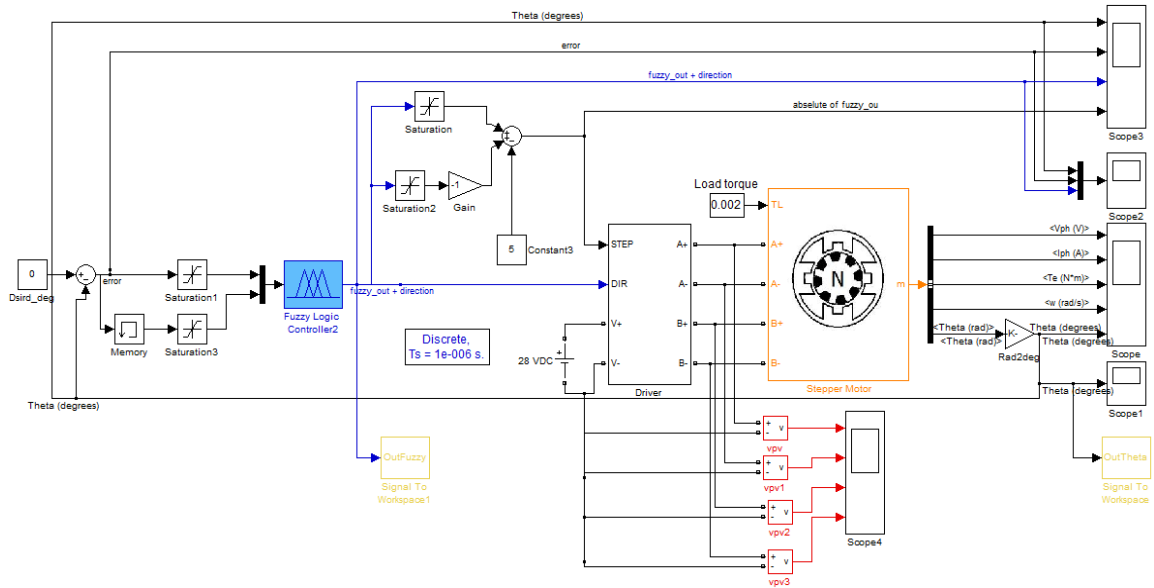 Theta (degrees)
error
fuzzy_out + direction
abselute of fuzzy_ou
Scope3
Saturation
-1
Saturation2
Gain
5
Constant3
Load torque
0.002
TL
Scope2
STEP
DIR
V+
V-
A+
A-
B+
B-
Driver
A+
A-
B+
B-
N
m
Stepper Motor
<Vph (V)>
<Iph (A)>
<Te (N*m)>
<w (rad/s)>
<Theta (rad)>
<Theta (rad)>
K-
Rad2deg
Theta (degrees)
Theta (degrees)
Scope
0
Dsird_deg
+
-
error
Saturation1
Memory
Saturation3
Fuzzy Logic
Controller2
fuzzy_out + direction
Discrete,
Ts = 1e-006 s.
28 VDC
+
Theta (degrees)
Theta (degrees)
Scope1
OutFuzzy
Signal To
Workspace1
OutTheta
Signal To
Workspace
+
-
v
vpv
+
-
v
vpv1
+
-
v
vpv2
+
-
v
vpv3
Scope4